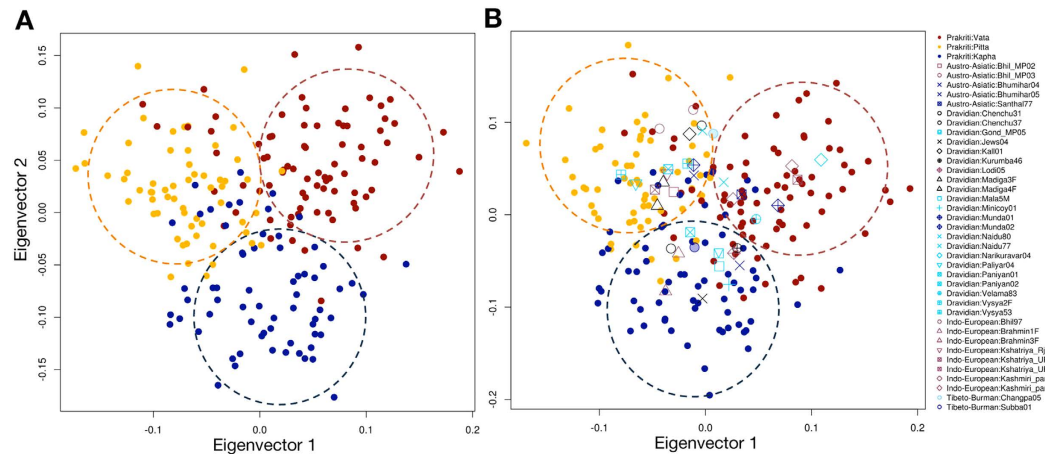 A
B
0.15
0.10
0.05
0.00
-0.05
-0.10
-0.15
-0.1
0.0
0.1
0.2
Eigenvector 2
Eigenvector 1
0.1
0.0
-0.1
-0.2
-0.1
0.0
0.1
0.2
Eigenvector 1
Prakriti:Vata
Prakriti:Pitta
Prakriti:Kapha
Austro-Asiatic:Bhil_MP02
Austro-Asiatic:Bhil_MP03
Austro-Asiatic:Bhumihar04
Austro-Asiatic:Bhumihar05
Austro-Asiatic:Santhal77
Dravidian:Chenchu31
Dravidian:Chenchu37
Dravidian:Gond_MP05
Dravidian:Jews04
Dravidian:Kali01
Dravidian:Kurumba46
Dravidian:Lodi05
Dravidian:Madiga3F
Dravidian:Madiga4F
Dravidian:Mala5M
Dravidian:Minicoy01
Dravidian:Munda01
Dravidian:Munda02
Dravidian:Naidu80
Dravidian:Naidu77
Dravidian:Narikuravar04
Dravidian:Paliyar04
Dravidian:Paniyan01
Dravidian:Paniyan02
Dravidian:Velama83
Dravidian:Vysya2F
Dravidian:Vysya53
Indo-European:Bhil97
Indo-European:Brahmin1F
Indo-European:Brahmin3F
Indo-European:Kshatriya_Rj
Indo-European:Kshatriya_UI
Indo-European:Kshatriya_UI
Indo-European:Kashmiri_pan
Indo-European:Kashmiri_pan
Tibeto-Burman:Changpa05
Tibeto-Burman:Subba01